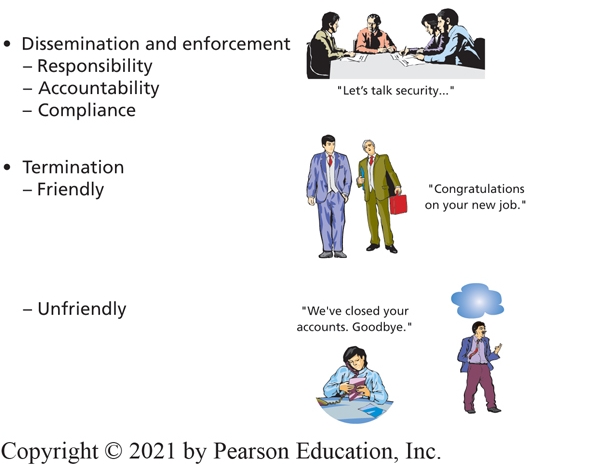 • Dissemination and enforcement
– Responsibility
– Accountability
– Compliance
"Let's talk security..."
• Termination
– Friendly
"Congratulations
on your new job."
– Unfriendly
"We've closed your
accounts. Goodbye."
Copyright © 2021 by Pearson Education, Inc.